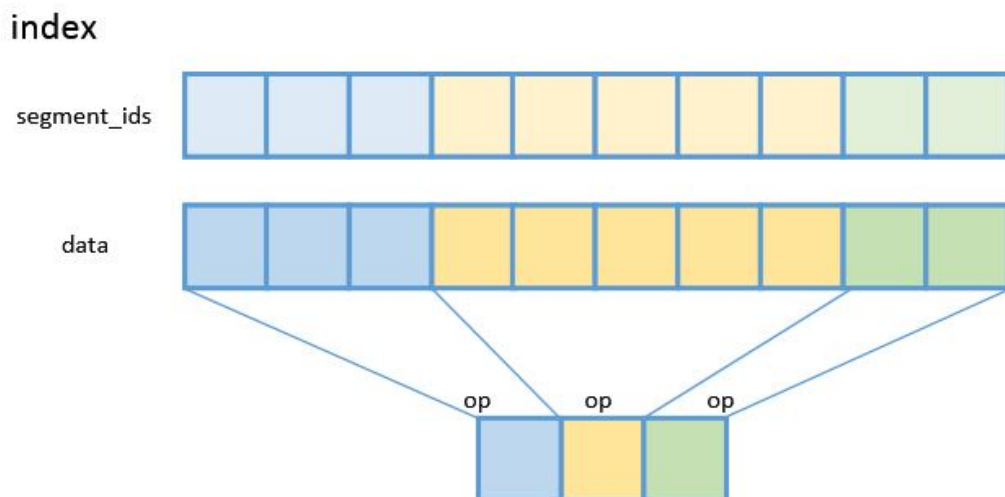 index
segment_ids
data
op op op